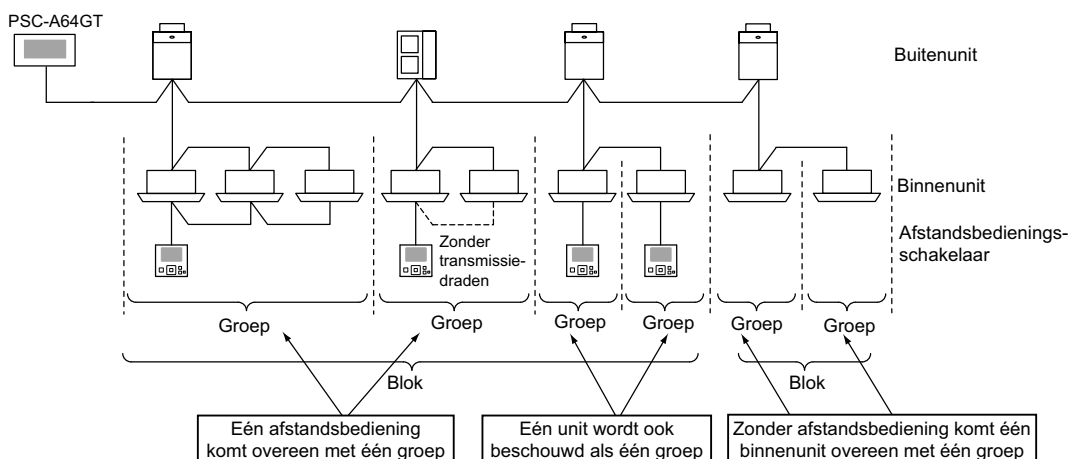 PSC-A64GT
Buitenunit
Binnenunit
Afstandsbedienings-
schakelaar
Zonder
transmissie-
draden
Groep
Groep
Groep
Groep
Groep
Groep
Blok
Blok
Eén afstandsbediening
komt overeen met één groep
Eén unit wordt ook
beschouwd als één groep
Zonder afstandsbediening komt één
binnenunit overeen met één groep